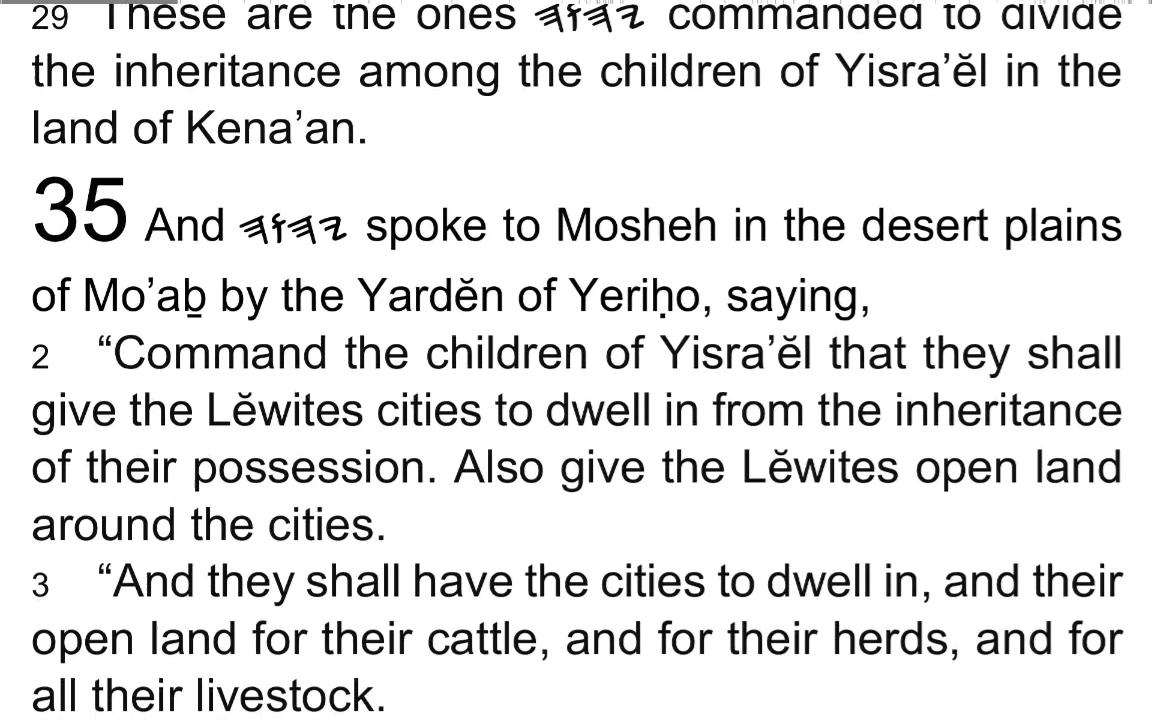 29 These are the ones 𐤉𐤄𐤅𐤄 commanded to divide
the inheritance among the children of Yisra’ĕl in the
land of Kena’an.
35 And 𐤉𐤄𐤅𐤄 spoke to Mosheh in the desert plains
of Mo’aḇ by the Yardĕn of Yeriḥo, saying,
2 “Command the children of Yisra’ĕl that they shall
give the Lĕwites cities to dwell in from the inheritance
of their possession. Also give the Lĕwites open land
around the cities.
3 “And they shall have the cities to dwell in, and their
open land for their cattle, and for their herds, and for
all their livestock.